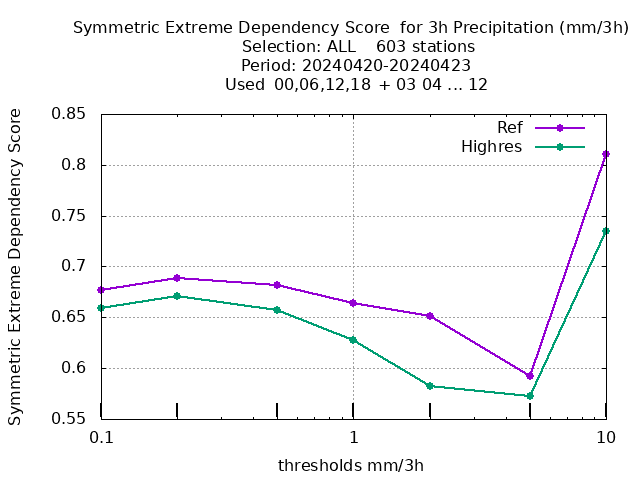 Symmetric Extreme Dependency Score  for 3h Precipitation (mm/3h)
Selection: ALL    603 stations
Period: 20240420-20240423
Used  00,06,12,18  + 03 04 ... 12
Symmetric Extreme Dependency Score
0.85
0.8
0.75
0.7
0.65
0.6
0.55
Ref
Highres
0.1
1
10
thresholds mm/3h